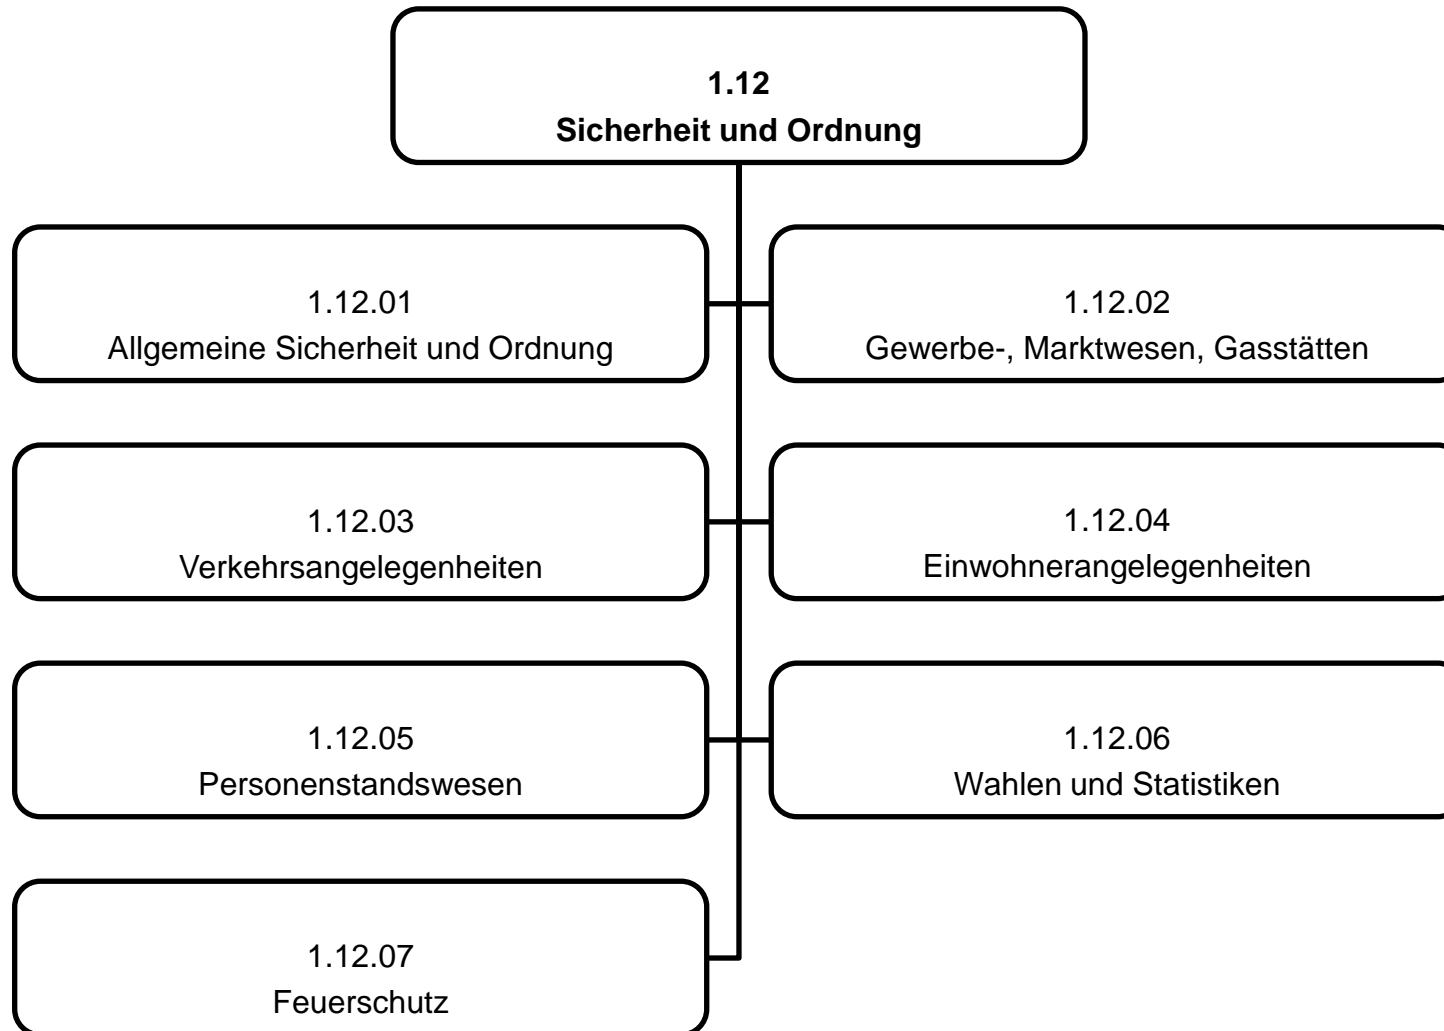 1.12
Sicherheit und Ordnung
1.12.01
Allgemeine Sicherheit und Ordnung
1.12.02
Gewerbe-, Marktwesen, Gasstätten
1.12.03
Verkehrsangelegenheiten
1.12.04
Einwohnerangelegenheiten
1.12.05
Personenstandswesen
1.12.06
Wahlen und Statistiken
1.12.07
Feuerschutz